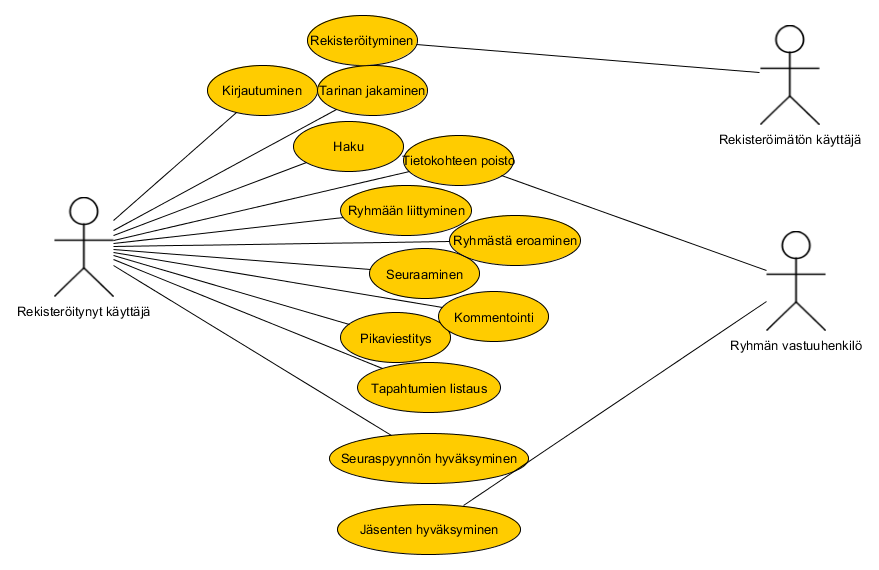 Rekisteröityminen
Kirjautuminen
Tarinan jakaminen
Rekisteröimätön käyttäjä
Haku
Tietokohteen poisto
Ryhmään liittyminen
Ryhmästä eroaminen
Seuraaminen
Rekisteröitynyt käyttäjä
Kommentointi
Pikaviestitys
Ryhmän vastuuhenkilö
Tapahtumien listaus
Seuraspyynnön hyväksyminen
Jäsenten hyväksyminen